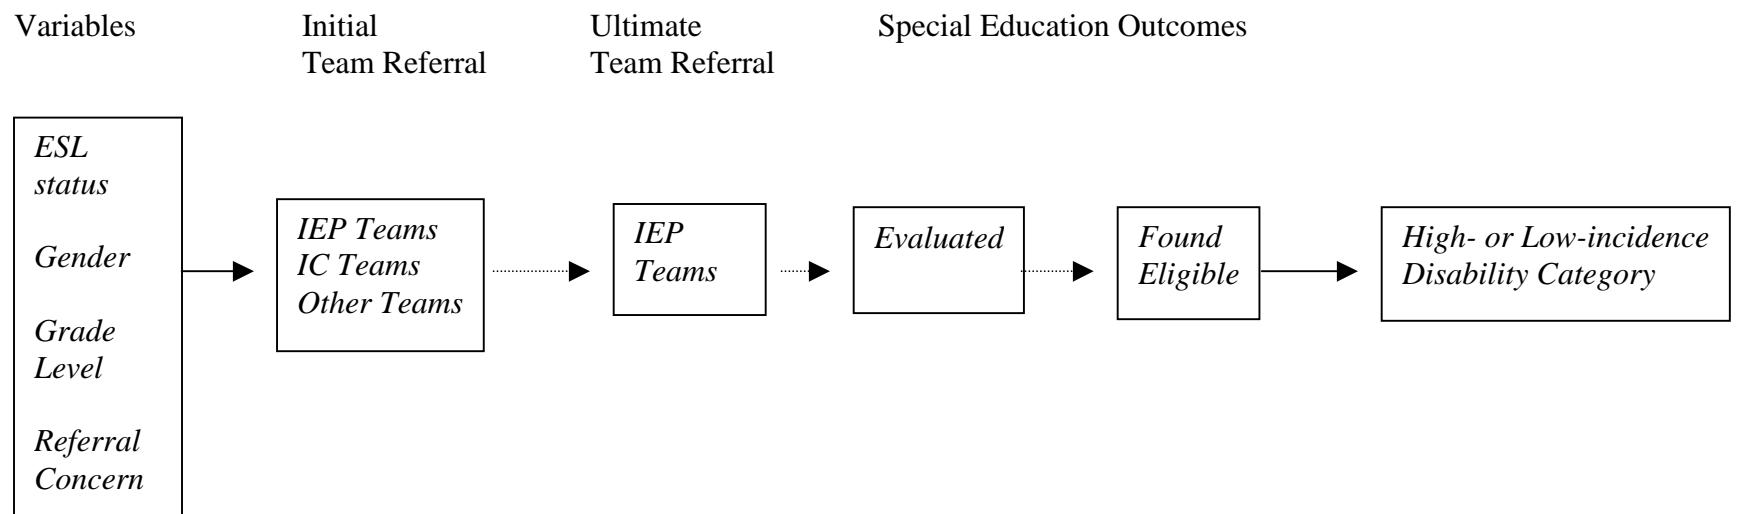 Variables
Initial
Team Referral
Ultimate
Team Referral
Special Education Outcomes
ESL
status
Gender
Grade
Level
Referral
Concern
IEP Teams
IC Teams
Other Teams
IEP
Teams
Evaluated
Found
Eligible
High- or Low-incidence
Disability Category